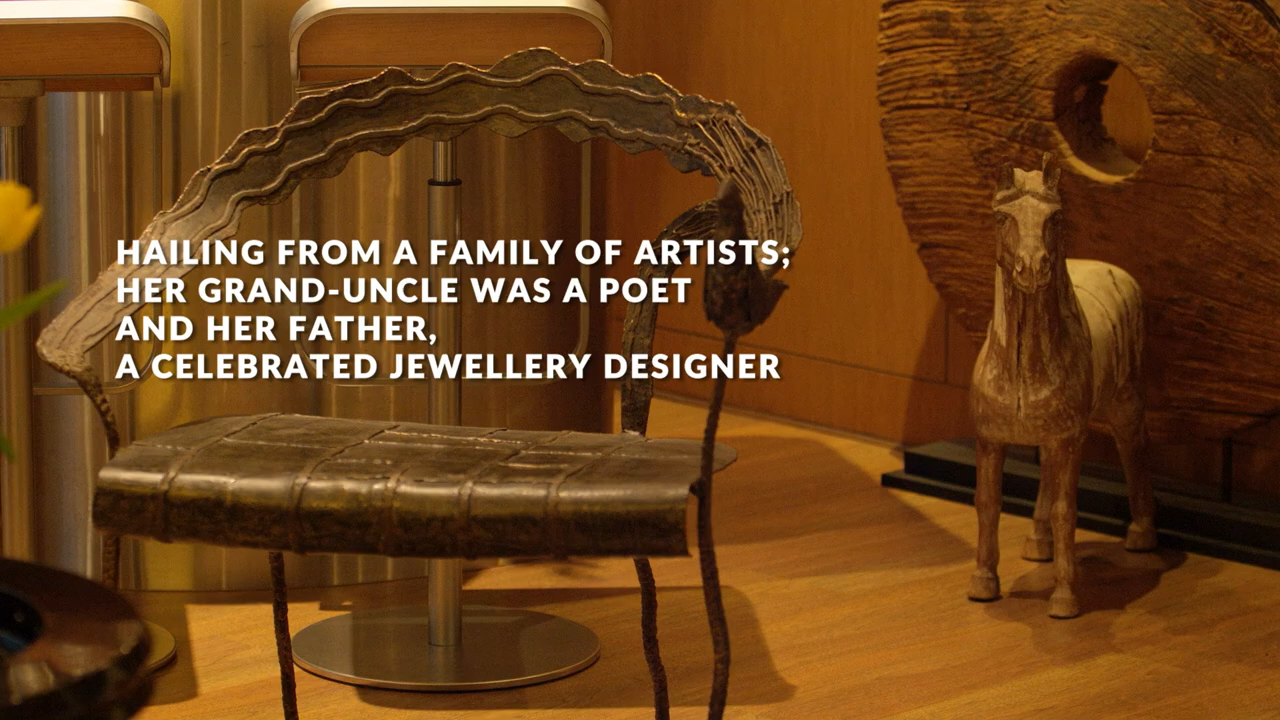 HAILING FROM A FAMILY OF ARTISTS;
HER GRAND-UNCLE WAS A POET
AND HER FATHER,
A CELEBRATED JEWELLERY DESIGNER